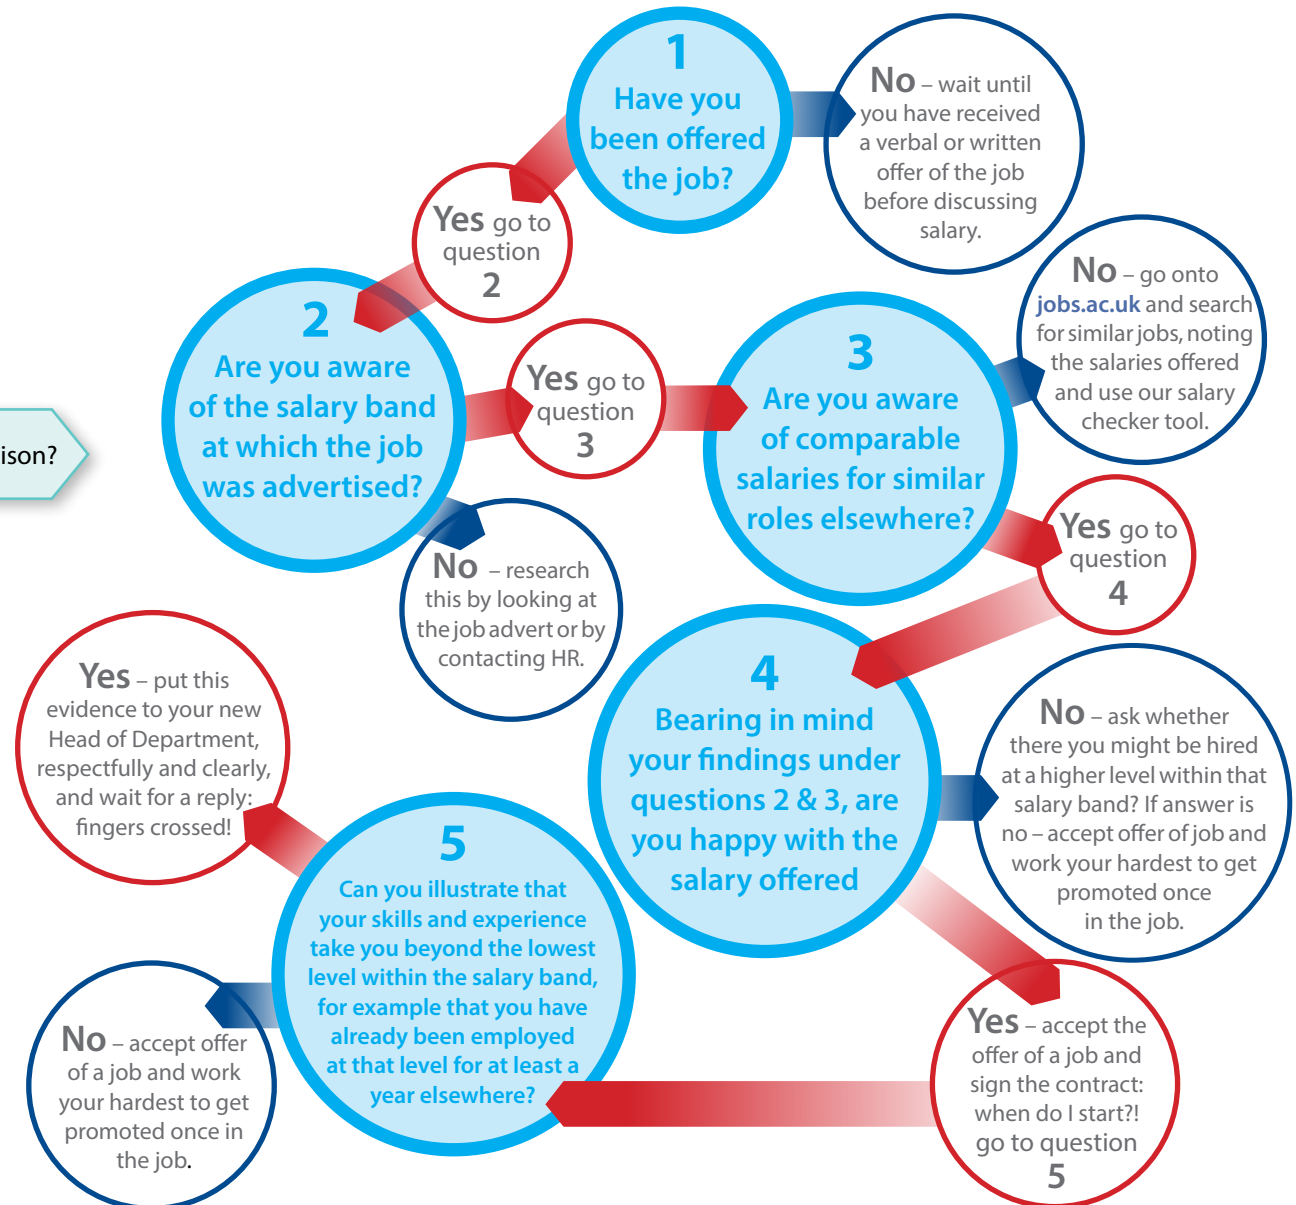 1
Have you
been offered
the job?
No – wait until
you have received
a verbal or written
offer of the job
before discussing
salary.
Yes go to
question
2
2
Are you aware
of the salary band
at which the job
was advertised?
Yes go to
question
3
No – research
this by looking at
the job advert or by
contacting HR.
3
Are you aware
of comparable
salaries for similar
roles elsewhere?
No – go onto
jobs.ac.uk and search
for similar jobs, noting
the salaries offered
and use our salary
checker tool.
Yes go to
question
4
ison?
4
Bearing in mind
your findings under
questions 2 & 3, are
you happy with the
salary offered
No – ask whether
there you might be hired
at a higher level within that
salary band? If answer is
no – accept offer of job and
work your hardest to get
promoted once
in the job.
Yes – accept the
offer of a job and
sign the contract:
when do I start?!
go to question
5
5
Can you illustrate that
your skills and experience
take you beyond the lowest
level within the salary band,
for example that you have
already been employed
at that level for at least a
year elsewhere?
Yes – put this
evidence to your new
Head of Department,
respectfully and clearly,
and wait for a reply:
fingers crossed!
No – accept offer
of a job and work
your hardest to get
promoted once in
the job.